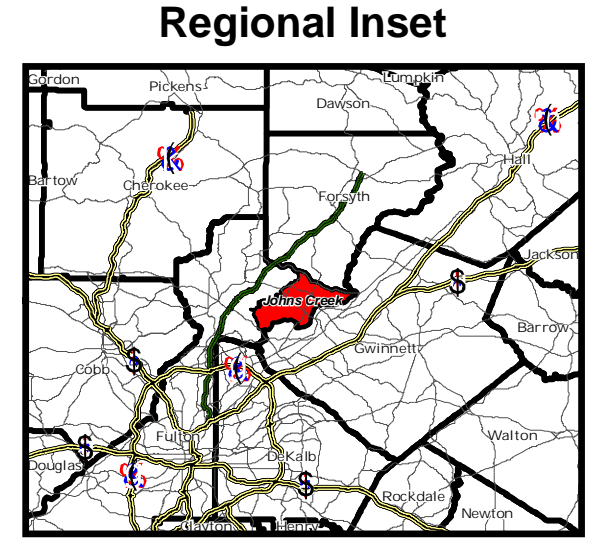 Regional Inset
Gordon
Pickens
Lumpkin
Dawson
Hall
Bartow
Cherokee
Forsyth
Jackson
Johns Creek
Barrow
Gwinnett
Cobb
Fulton
DeKalb
Walton
Douglas
Rockdale
Newton
Clayton
Henry